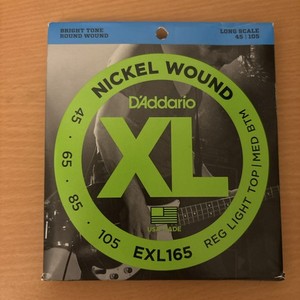 BRIGHT TONE
ROUND WOUND
LONG SCALE
45 | 105
NICKEL WOUND
D'Addario
XL
USA MADE
45 • 65 • 85 • 105
EXL165
REG LIGHT TOP | MED BTM